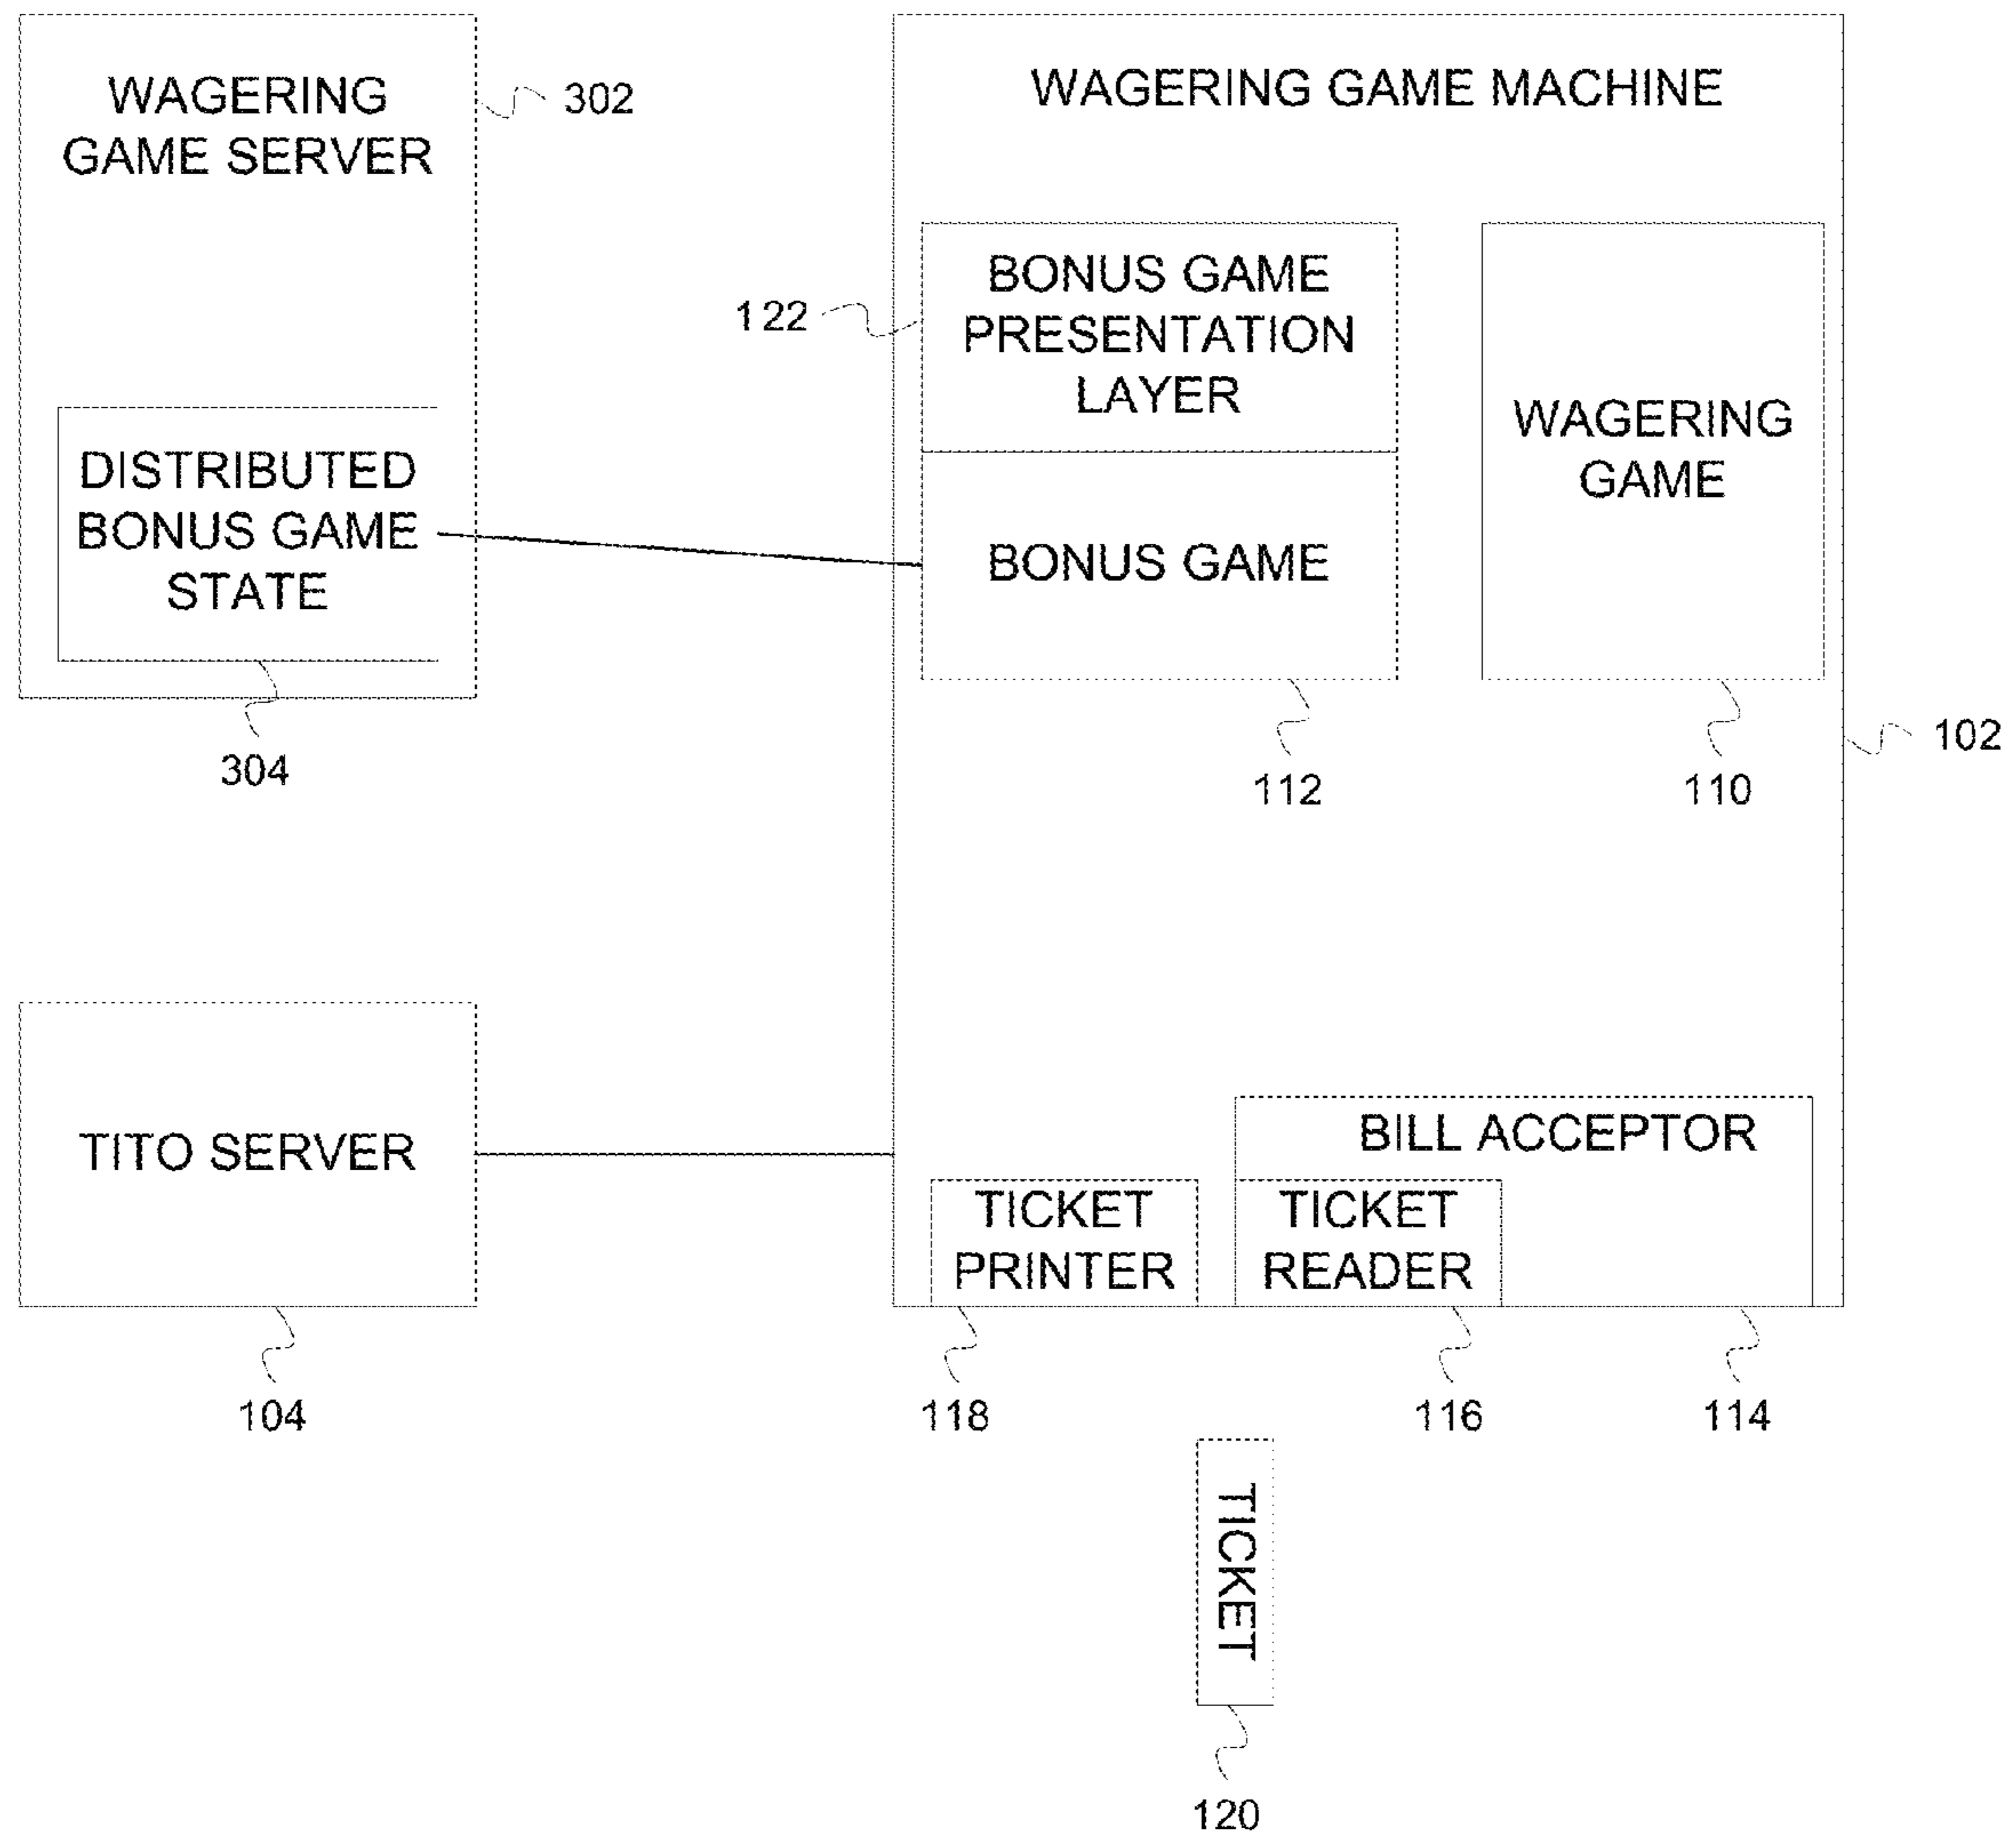 WAGERING
GAME SERVER
302
DISTRIBUTED
BONUS GAME
STATE
304
WAGERING GAME MACHINE
BONUS GAME
PRESENTATION
LAYER
122
BONUS GAME
112
WAGERING
GAME
110
102
TITO SERVER
104
BILL ACCEPTOR
TICKET
PRINTER
TICKET
READER
118
116
114
TICKET
120